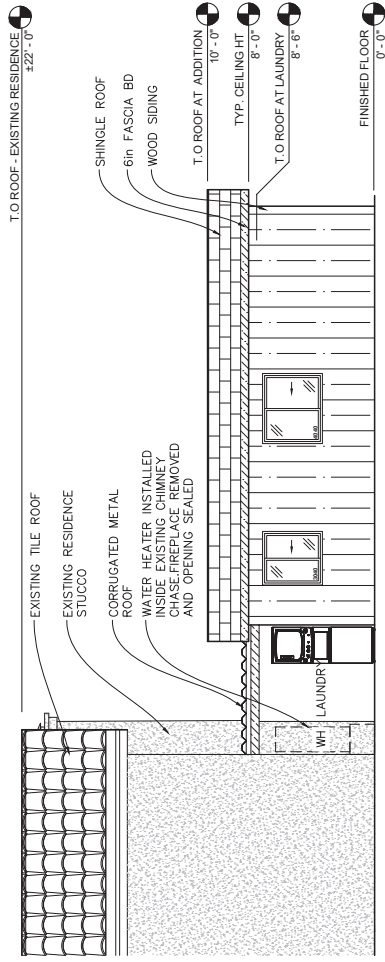 T.O ROOF - EXISTING RESIDENCE
±22' - 0"
EXISTING TILE ROOF
EXISTING RESIDENCE
STUCCO
CORRUGATED METAL
ROOF
WATER HEATER INSTALLED
INSIDE EXISTING CHIMNEY
CHASE.FIREPLACE REMOVED
AND OPENING SEALED
SHINGLE ROOF
6in FASCIA BD
WOOD SIDING
T.O ROOF AT ADDITION
10' - 0"
TYP. CEILING HT
8' - 0"
T.O ROOF AT LAUNDRY
8' - 6"
FINISHED FLOOR
0' - 0"
WH
LAUNDRY
3040
4040